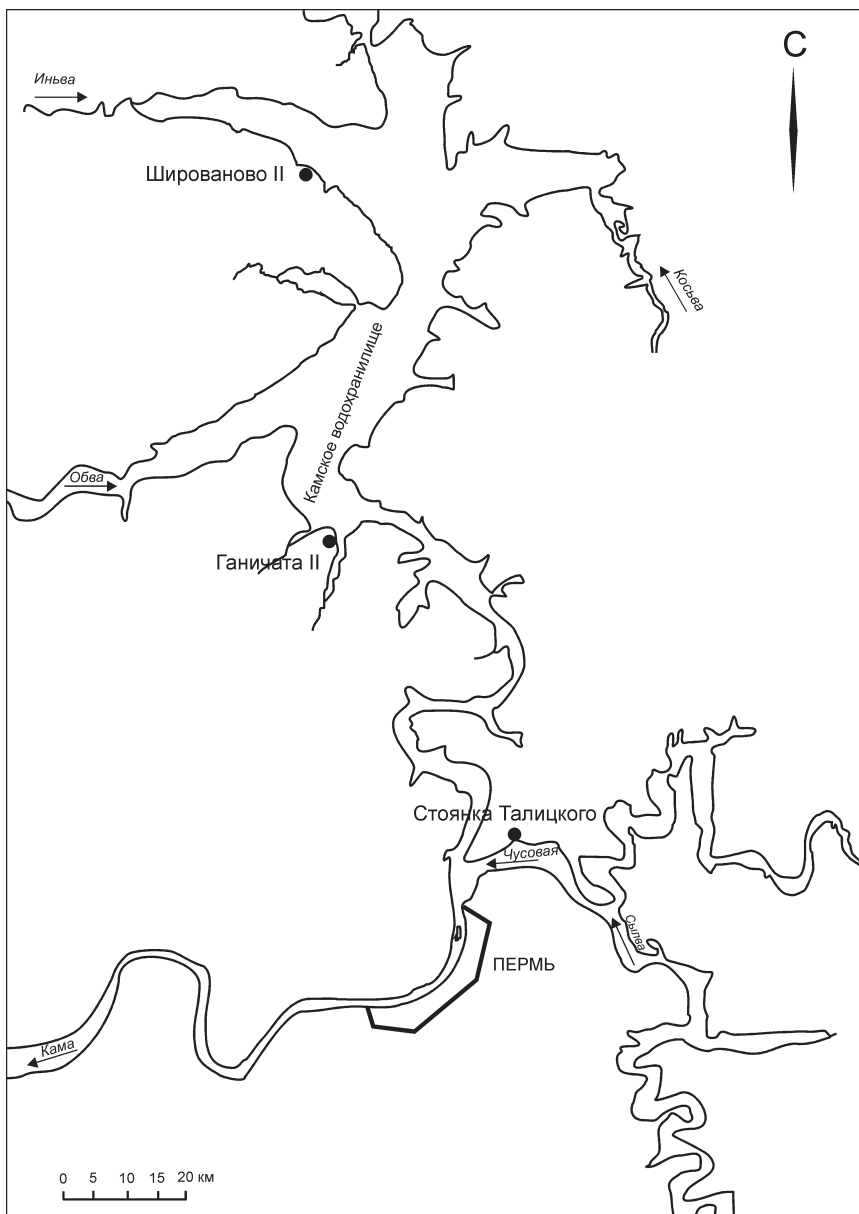 С
Иньва
Шированово II
Косьва
Камское водохранилище
Обва
Ганичата II
Стоянка Талицкого
Чусовая
Сылва
ПЕРМЬ
Кама
0 5 10 15 20 км